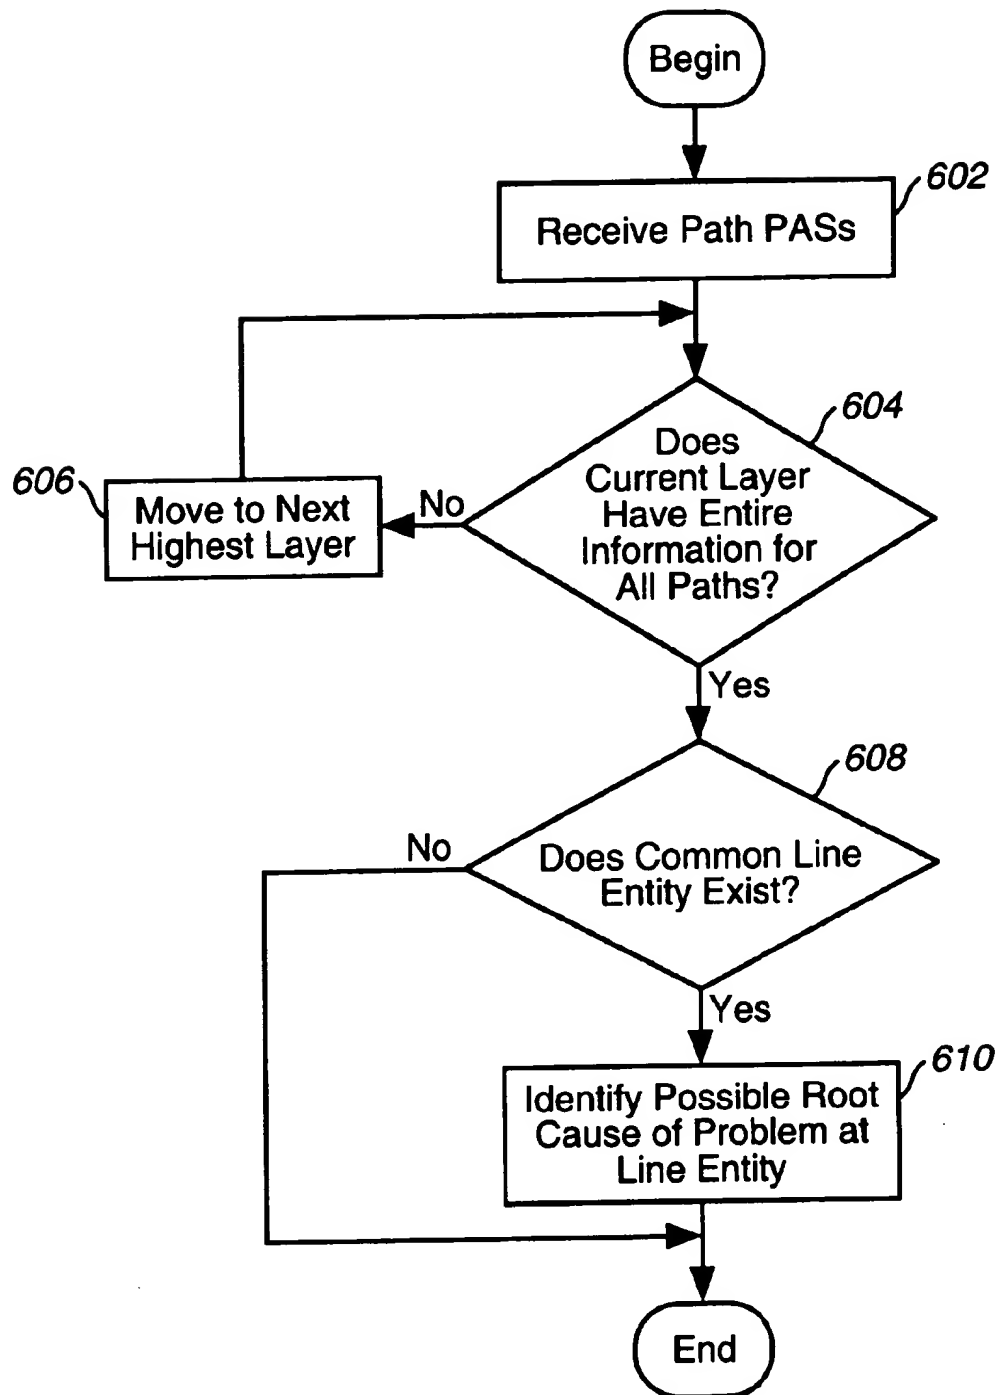 Begin
602
Receive Path PASs
604
Does
Current Layer
Have Entire
Information for
All Paths?
606
No
Move to Next
Highest Layer
Yes
608
No
Does Common Line
Entity Exist?
Yes
610
Identify Possible Root
Cause of Problem at
Line Entity
End